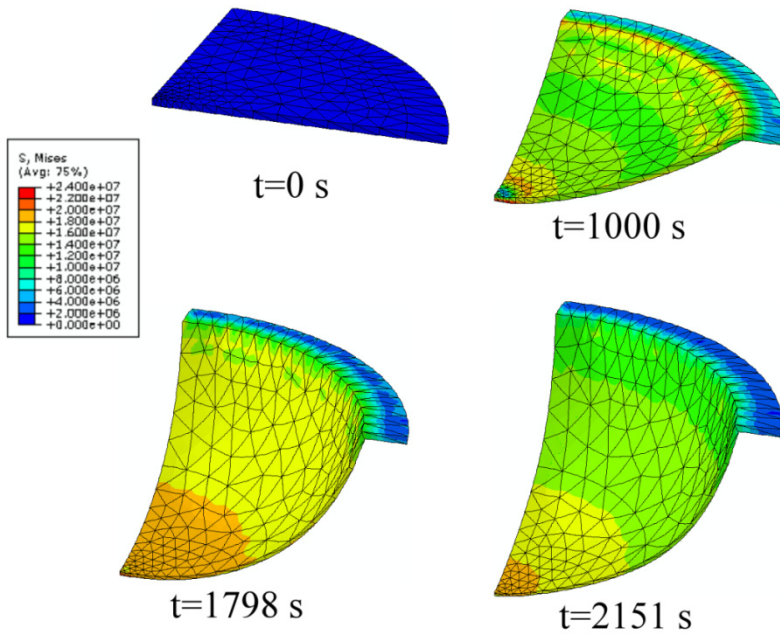 t=0 s
t=1000 s
S, Mises
(Avg: 75%)
+2.400e+07
+2.200e+07
+2.000e+07
+1.800e+07
+1.600e+07
+1.400e+07
+1.200e+07
+1.000e+07
+8.000e+06
+6.000e+06
+4.000e+06
+2.000e+06
+0.000e+00
t=1798 s
t=2151 s